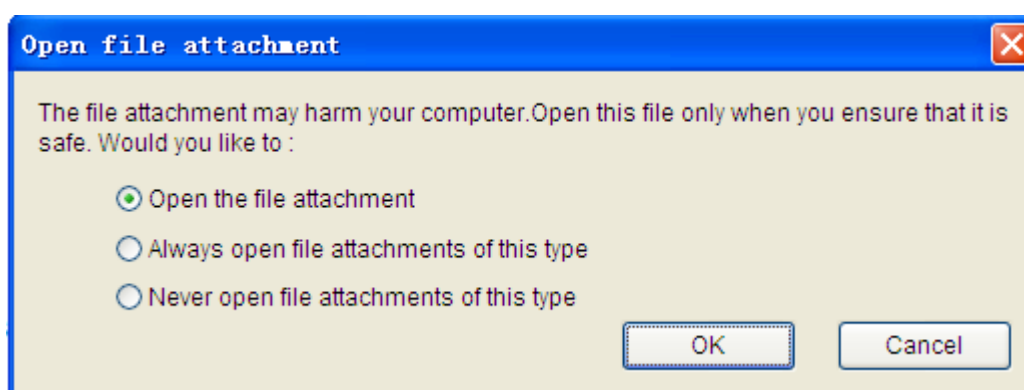 Open file attachment
The file attachment may harm your computer.Open this file only when you ensure that it is
safe. Would you like to :
Open the file attachment
Always open file attachments of this type
Never open file attachments of this type
OK Cancel